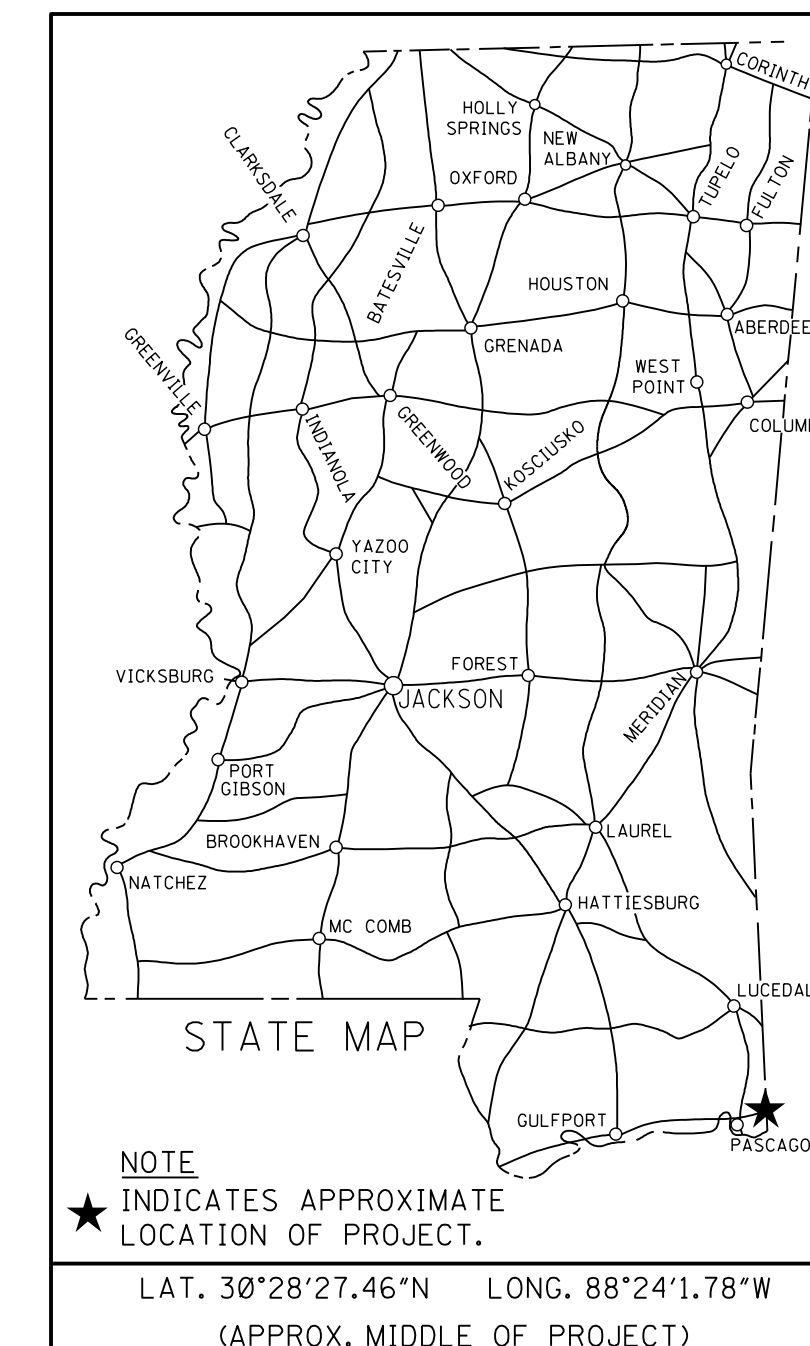 CORINTH
HOLLY
SPRINGS
NEW
ALBANY
CLARKSDALE
OXFORD
TUPELO
FULTON
BATESVILLE
HOUSTON
ABERDEE
GREENVILLE
GRENADA
WEST
POINT
COLUM
INDIANOLA
GREENWOOD
KOSCIUSKO
YAZOO
CITY
VICKSBURG
FOREST
JACKSON
MERIDIAN
PORT
GIBSON
BROOKHAVEN
LAUREL
NATCHEZ
HATTIESBURG
MC COMB
LUCEDAL
STATE MAP
GULFPORT
PASCAGO
NOTE
INDICATES APPROXIMATE
LOCATION OF PROJECT.
LAT. 30°28'27.46"N LONG. 88°24'1.78"W
(APPROX. MIDDLE OF PROJECT)